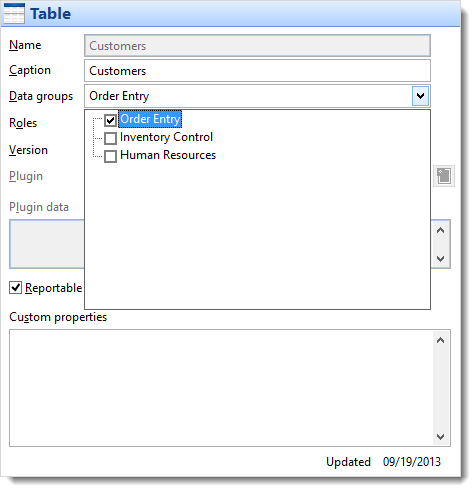 Table
Name Customers
Caption Customers
Data groups Order Entry
Order Entry
Roles
Inventory Control
Version
Human Resources
Plugin
Plugin data
Reportable
Custom properties
Updated 09/19/2013